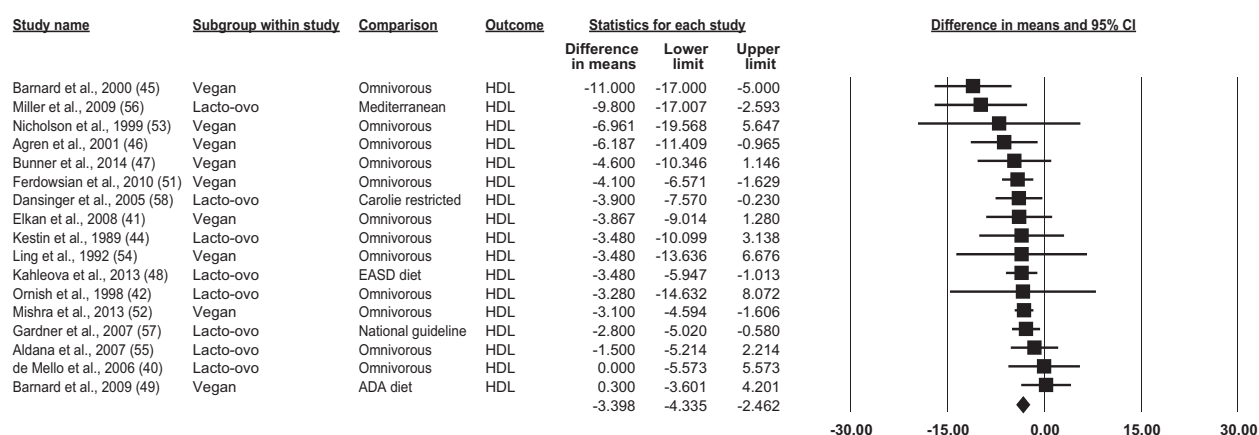 Study name Subgroup within study Comparison Outcome Statistics for each study Difference in means and 95% CI
Difference Lower Upper
in means limit limit
Barnard et al., 2000 (45) Vegan Omnivorous HDL -11.000 -17.000 -5.000
Miller et al., 2009 (56) Lacto-ovo Mediterranean HDL -9.800 -17.007 -2.593
Nicholson et al., 1999 (53) Vegan Omnivorous HDL -6.961 -19.568 5.647
Agren et al., 2001 (46) Vegan Omnivorous HDL -6.187 -11.409 -0.965
Bunner et al., 2014 (47) Vegan Omnivorous HDL -4.600 -10.346 1.146
Ferdowsian et al., 2010 (51) Vegan Omnivorous HDL -4.100 -6.571 -1.629
Dansinger et al., 2005 (58) Lacto-ovo Carolie restricted HDL -3.900 -7.570 -0.230
Elkan et al., 2008 (41) Vegan Omnivorous HDL -3.867 -9.014 1.280
Kestin et al., 1989 (44) Lacto-ovo Omnivorous HDL -3.480 -10.099 3.138
Ling et al., 1992 (54) Vegan Omnivorous HDL -3.480 -13.636 6.676
Kahleova et al., 2013 (48) Lacto-ovo EASD diet HDL -3.480 -5.947 -1.013
Ornish et al., 1998 (42) Lacto-ovo Omnivorous HDL -3.280 -14.632 8.072
Mishra et al., 2013 (52) Vegan Omnivorous HDL -3.100 -4.594 -1.606
Gardner et al., 2007 (57) Lacto-ovo National guideline HDL -2.800 -5.020 -0.580
Aldana et al., 2007 (55) Lacto-ovo Omnivorous HDL -1.500 -5.214 2.214
de Mello et al., 2006 (40) Lacto-ovo Omnivorous HDL 0.000 -5.573 5.573
Barnard et al., 2009 (49) Vegan ADA diet HDL 0.300 -3.601 4.201
-3.398 -4.335 -2.462
-30.00 -15.00 0.00 15.00 30.00